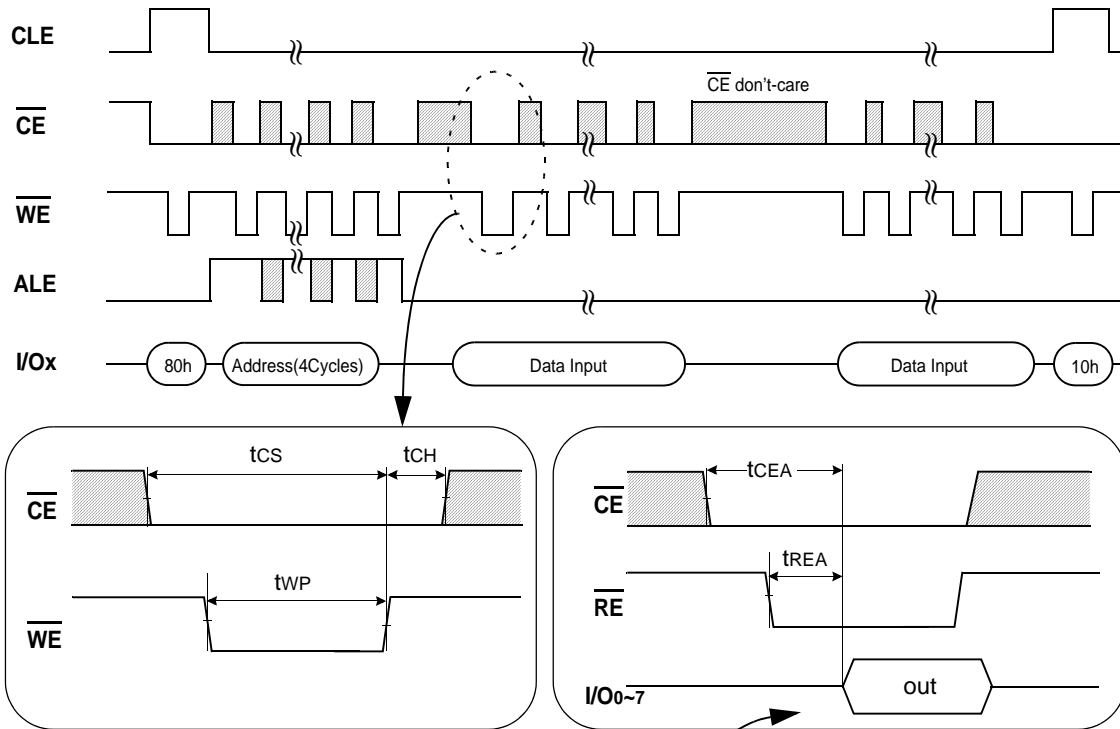 CLE
CE don't-care
CE
WE
ALE
I/Ox 80h Address(4Cycles) Data Input Data Input 10h
tCS tCH
CE
tWP
WE
tCEA
CE
tREA
RE
I/O0~7 out